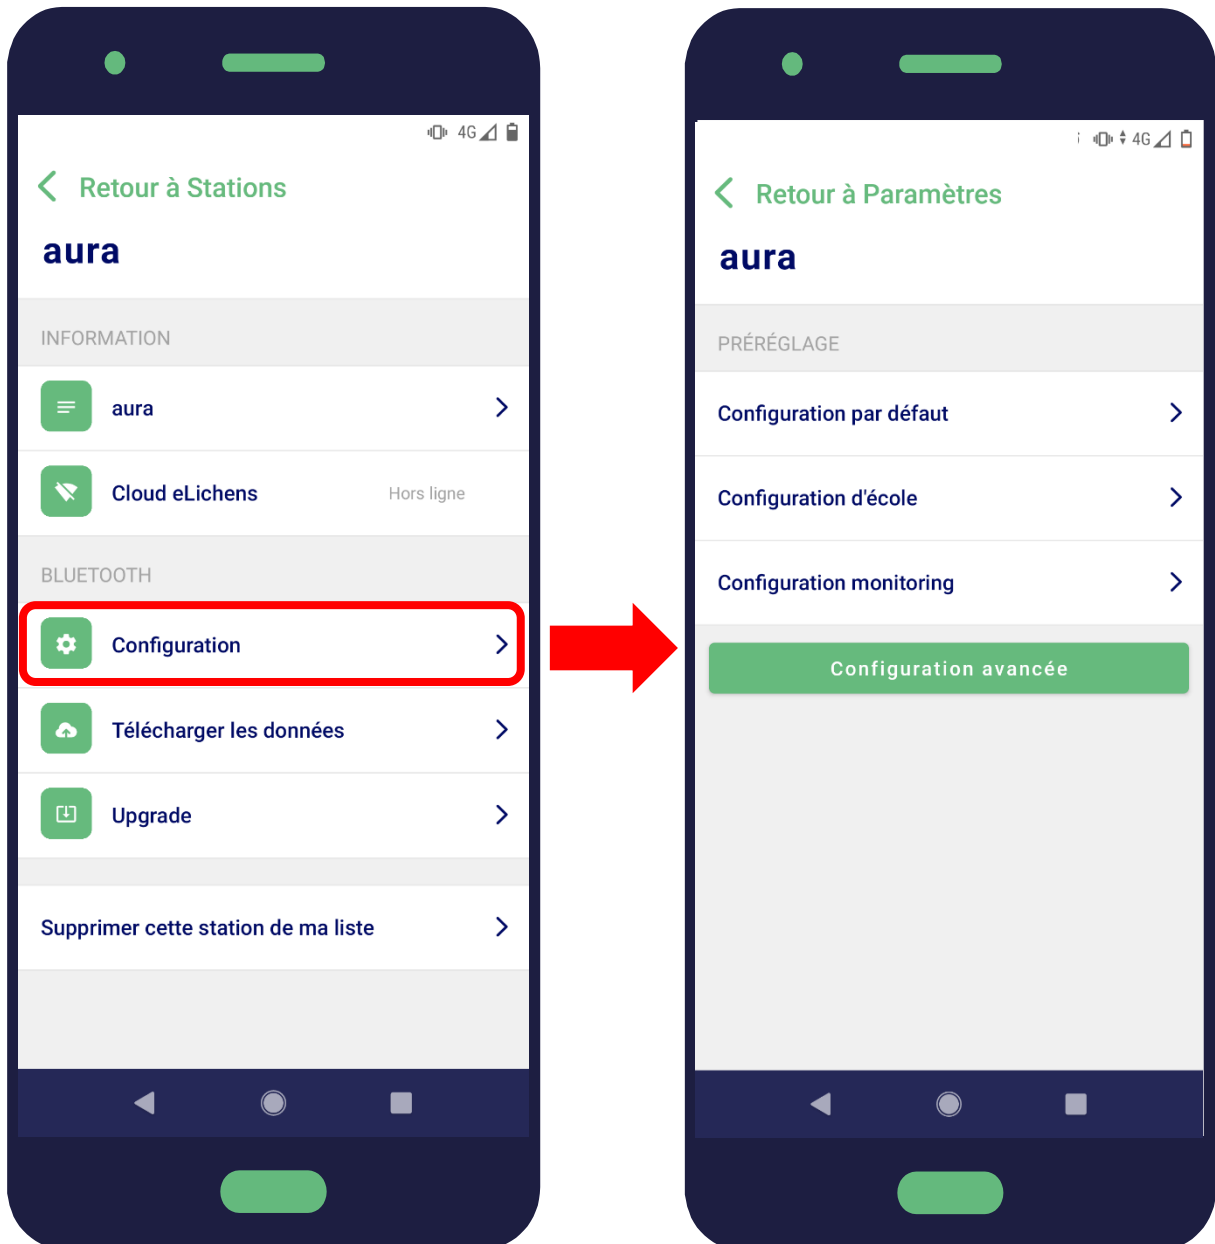 4G
Retour à Stations
aura
INFORMATION
aura
Cloud eLichens Hors ligne
BLUETOOTH
Configuration
Télécharger les données
Upgrade
Supprimer cette station de ma liste
4G
Retour à Paramètres
aura
PRÉRÉGLAGE
Configuration par défaut
Configuration d'école
Configuration monitoring
Configuration avancée